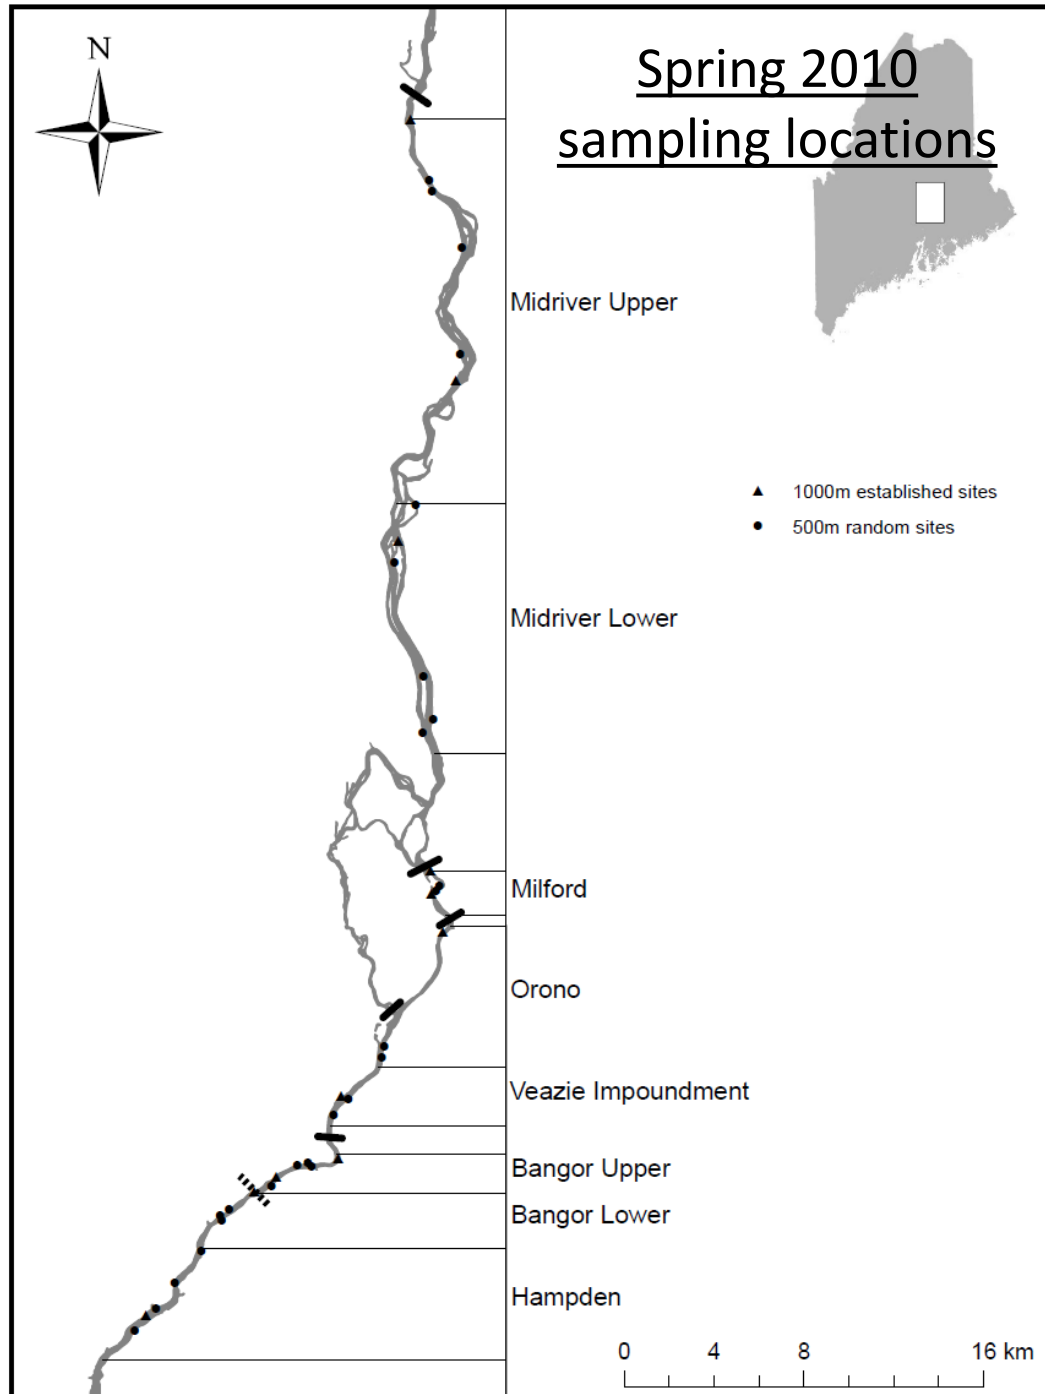 Spring 2010
sampling locations
N
Midriver Upper
1000m established sites
500m random sites
Midriver Lower
Milford
Orono
Veazie Impoundment
Bangor Upper
Bangor Lower
Hampden
0 4 8 16 km